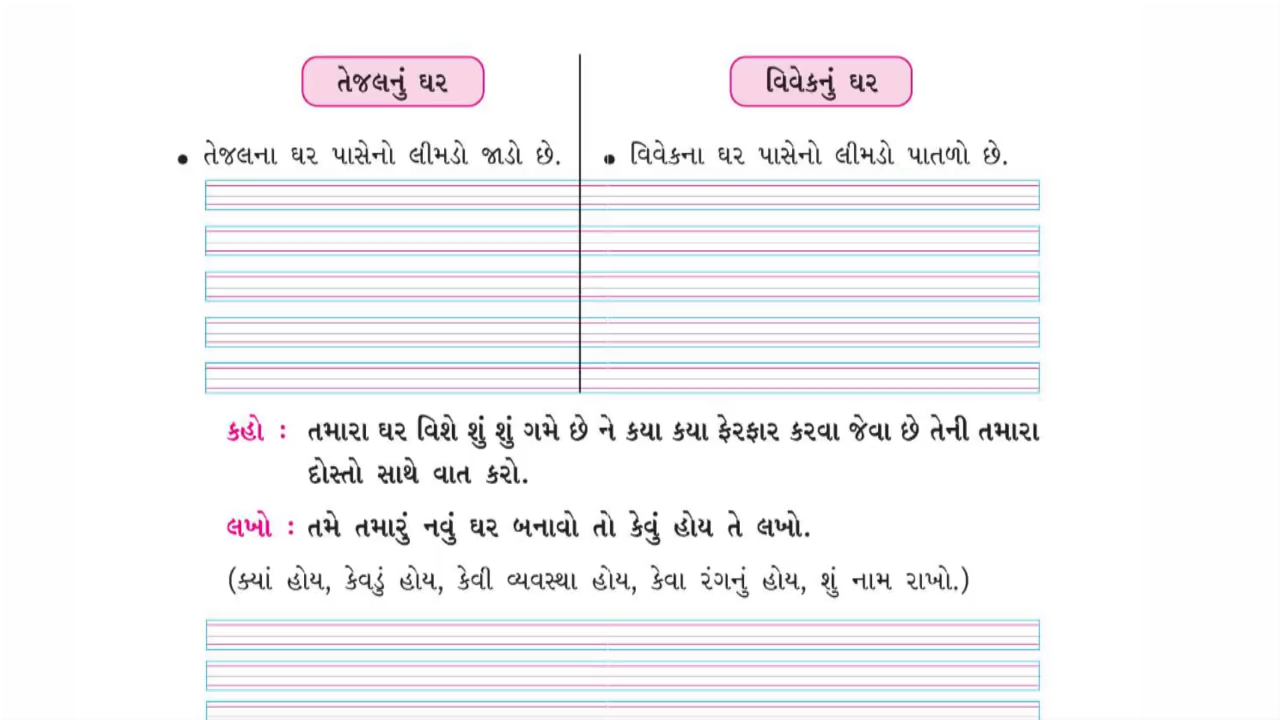 તેજલનું ઘર
• તેજલના ઘર પાસેનો લીમડો જાડો છે.
વિવેકનું ઘર
• વિવેકના ઘર પાસેનો લીમડો પાતળો છે.
કહો : તમારા ઘર વિશે શું શું ગમે છે ને કયા કયા ફેરફાર કરવા જેવા છે તેની તમારા
દોસ્તો સાથે વાત કરો.
લખો : તમે તમારું નવું ઘર બનાવો તો કેવું હોય તે લખો.
(ક્યાં હોય, કેવડું હોય, કેવી વ્યવસ્થા હોય, કેવા રંગનું હોય, શું નામ રાખો.)